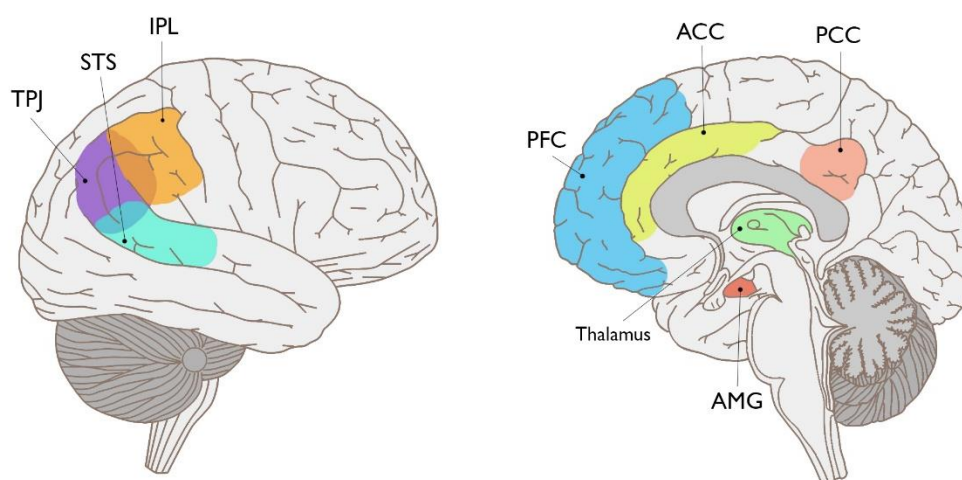 IPL
STS
TPJ
ACC
PCC
PFC
Thalamus
AMG